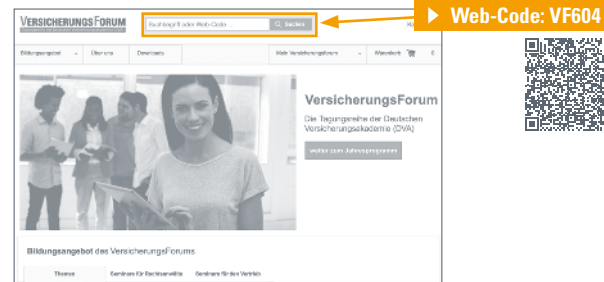 VERSICHERUNGSFORUM
Suchbegriff oder Web-Code ...
Suchen
Web-Code: VF604
Bildungsangebot
Über uns
Downloads
Mein Versicherungsforum
Warenkorb
0
VersicherungsForum
Die Tagungsreihe der Deutschen
Versicherungsakademie (DVA)
weiter zum Jahresprogramm
Bildungsangebot des VersicherungsForums
Themen
Seminare für Rechtsanwälte
Seminare für den Vertrieb